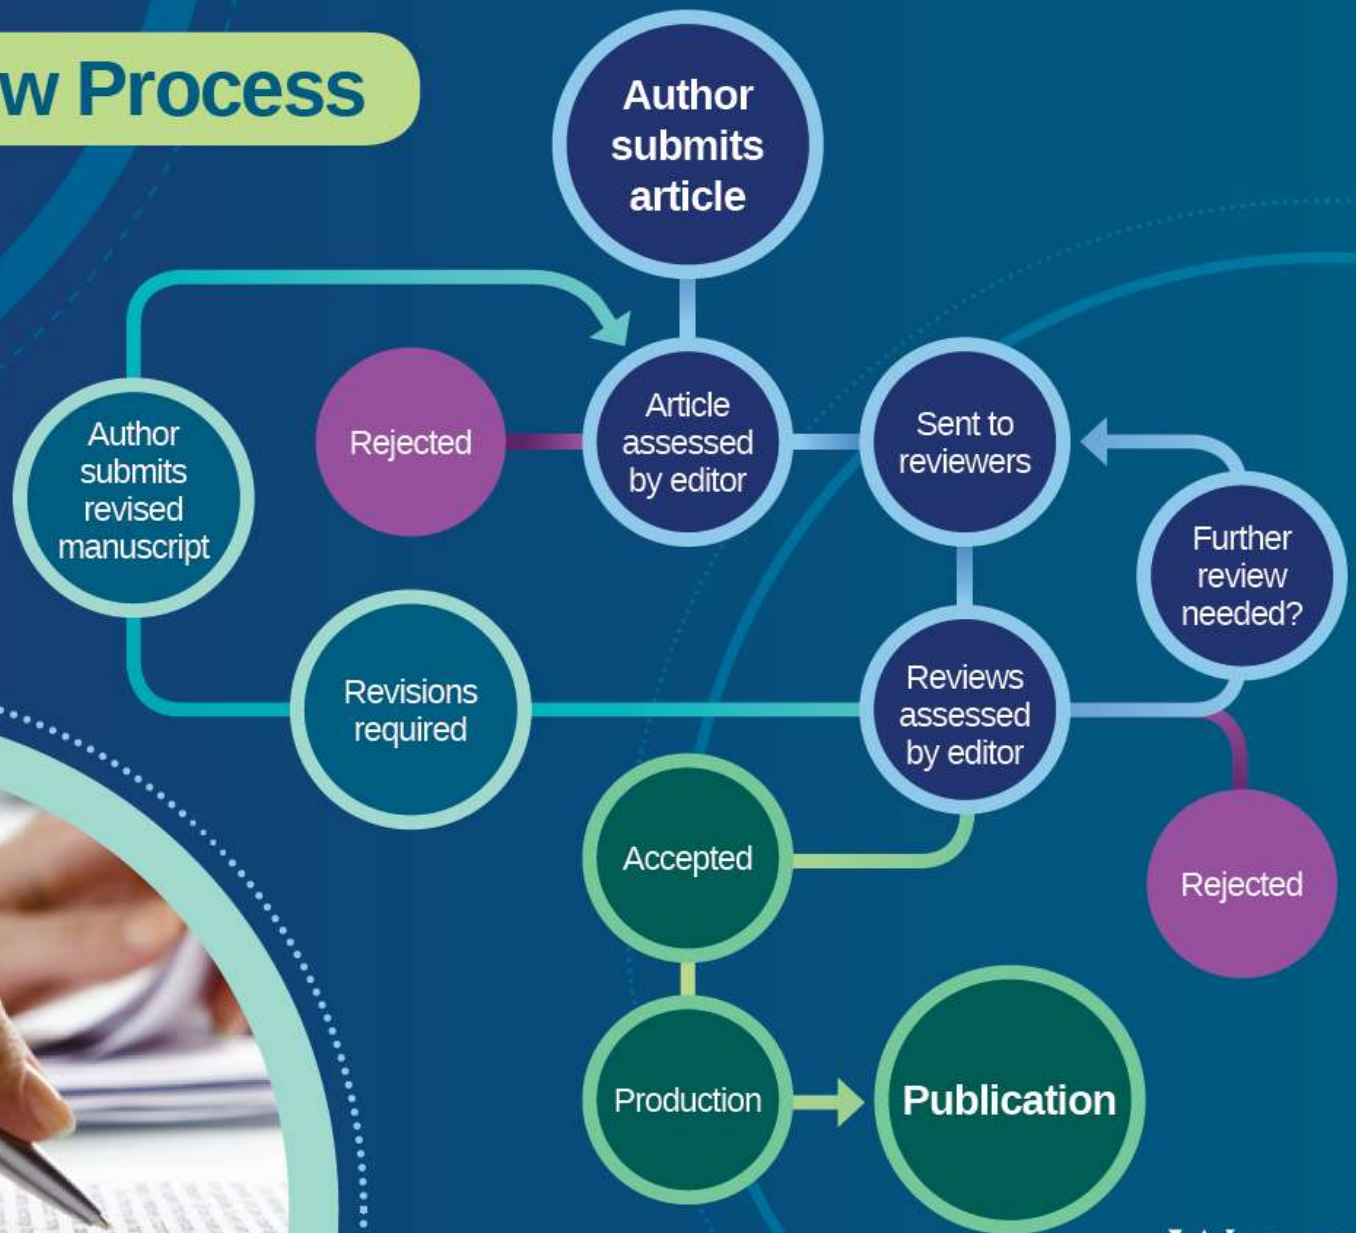 w Process
Author
submits
article
Article
assessed
by editor
Rejected
Sent to
reviewers
Author
submits
revised
manuscript
Further
review
needed?
Revisions
required
Reviews
assessed
by editor
Accepted
Rejected
Production
Publication